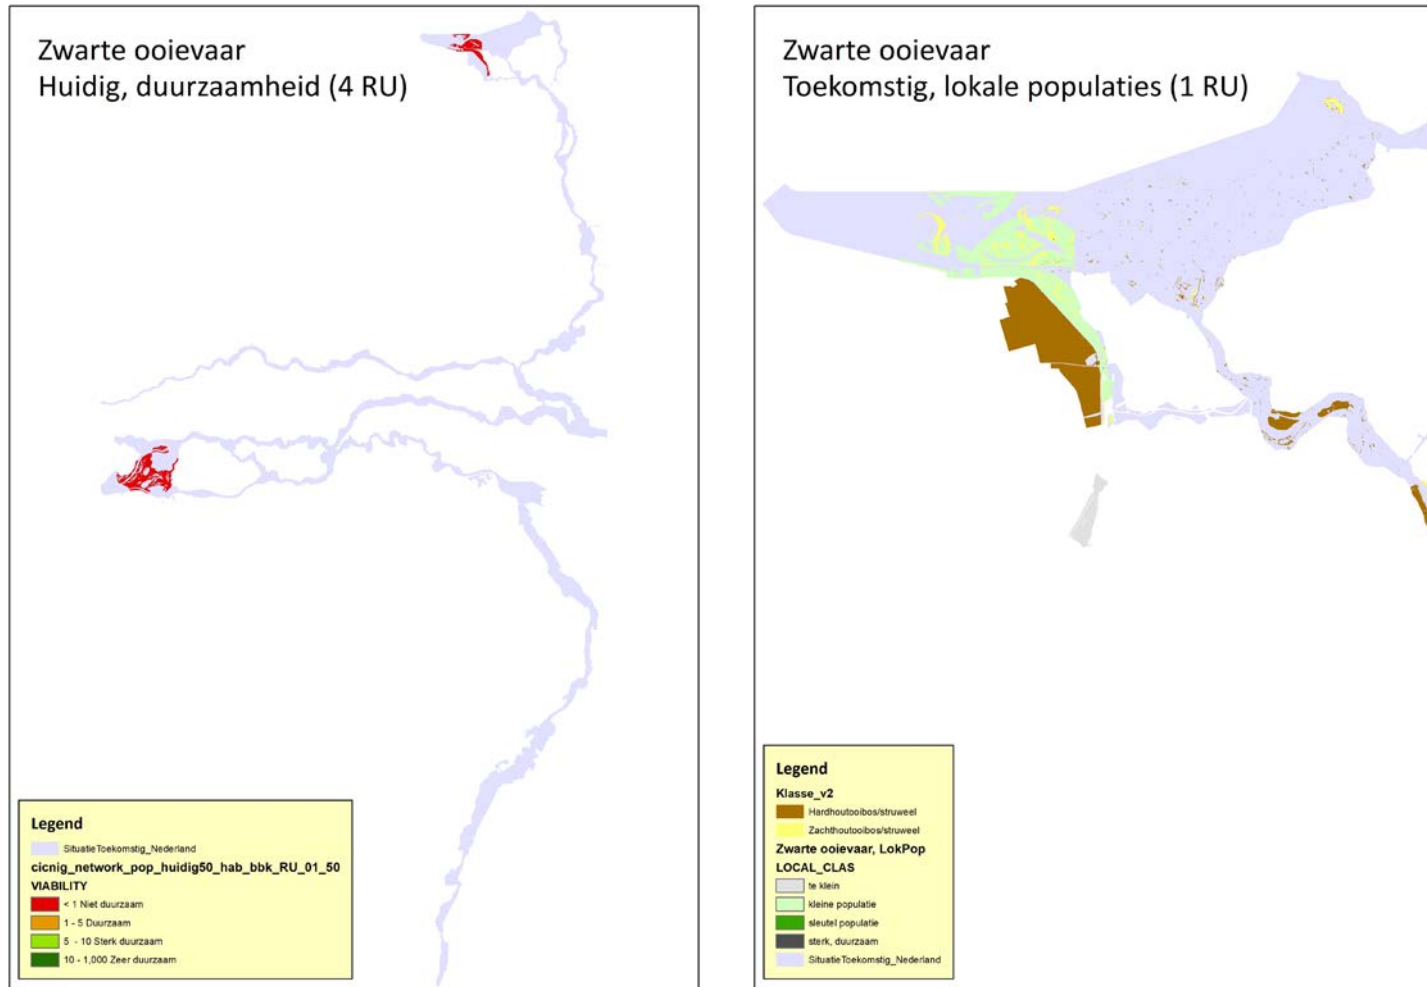 Zwarte ooievaar
Huidig, duurzaamheid (4 RU)
Legend
SituatieToekomstig_Nederland
cicnig_network_pop_huidig50_hab_bbk_RU_01_50
VIABILITY
< 1 Niet duurzaam
1 - 5 Duurzaam
5 - 10 Sterk duurzaam
10 - 1,000 Zeer duurzaam
Zwarte ooievaar
Toekomstig, lokale populaties (1 RU)
Legend
Klasse_v2
Hardhoutooibos/struweel
Zachthoutooibos/struweel
Zwarte ooievaar, LokPop
LOCAL_CLAS
te klein
kleine populatie
sleutel populatie
sterk, duurzaam
SituatieToekomstig_Nederland